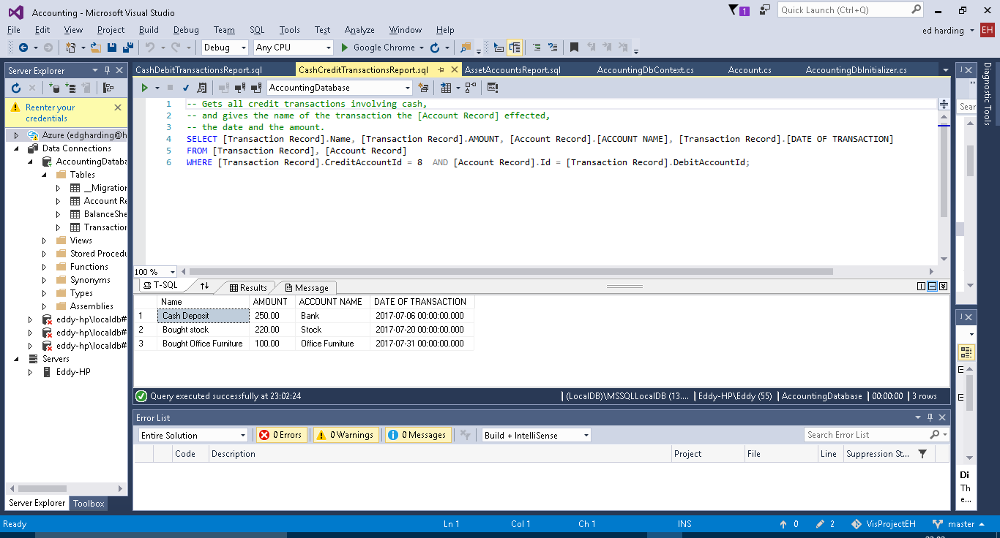 Accounting - Microsoft Visual Studio
1
Quick Launch (Ctrl+Q)
File Edit View Project Build Debug Team SQL Tools Test Analyze Window Help
ed harding
EH
Debug
Any CPU
Google Chrome
Server Explorer
CashDebitTransactionsReport.sql
CashCreditTransactionsReport.sql
AssetAccountsReport.sql
AccountingDbContext.cs
Account.cs
AccountingDbInitializer.cs
Diagnostic Tools
AccountingDatabase
Reenter your
credentials
Azure (edgharding@h
Data Connections
AccountingDataba
Tables
__Migration
Account Re
BalanceShe
Transaction
Views
Stored Procedu
Functions
Synonyms
Types
Assemblies
eddy-hp\localdb#
eddy-hp\localdb#
eddy-hp\localdb#
Servers
Eddy-HP
Server Explorer
Toolbox
1 -- Gets all credit transactions involving cash,
2 -- and gives the name of the transaction the [Account Record] effected,
3 -- the date and the amount.
4 SELECT [Transaction Record].Name, [Transaction Record].AMOUNT, [Account Record].[ACCOUNT NAME], [Transaction Record].[DATE OF TRANSACTION]
5 FROM [Transaction Record], [Account Record]
6 WHERE [Transaction Record].CreditAccountId = 8  AND [Account Record].Id = [Transaction Record].DebitAccountId;
100 %
T-SQL
Results
Message
Name AMOUNT ACCOUNT NAME DATE OF TRANSACTION
1 Cash Deposit 250.00 Bank 2017-07-06 00:00:00.000
2 Bought stock 220.00 Stock 2017-07-20 00:00:00.000
3 Bought Office Furniture 100.00 Office Furniture 2017-07-31 00:00:00.000
Query executed successfully at 23:02:24
(LocalDB)\MSSQLLocalDB (13....
Eddy-HP\Eddy (55)
AccountingDatabase
00:00:00
3 rows
Sear
Di
Th
e...
Error List
Entire Solution
0 Errors
0 Warnings
0 Messages
Build + IntelliSense
Search Error List
Code Description Project File Line Suppression St...
Ready
Ln 1
Col 1
Ch 1
INS
0
2
VisProjectEH
master